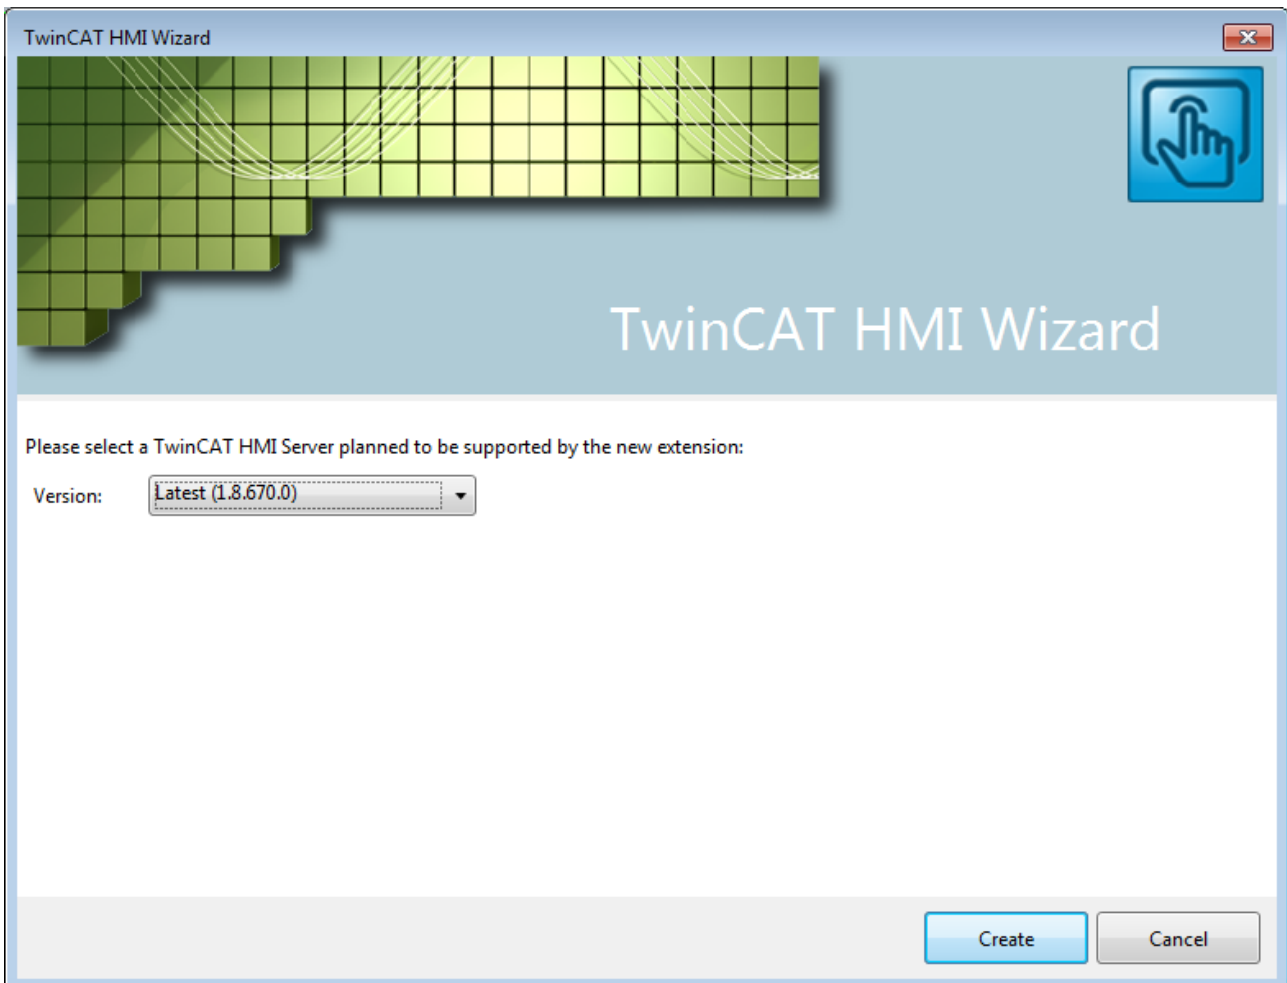 TwinCAT HMI Wizard
TwinCAT HMI Wizard
Please select a TwinCAT HMI Server planned to be supported by the new extension:
Version: Latest (1.8.670.0)
Create Cancel